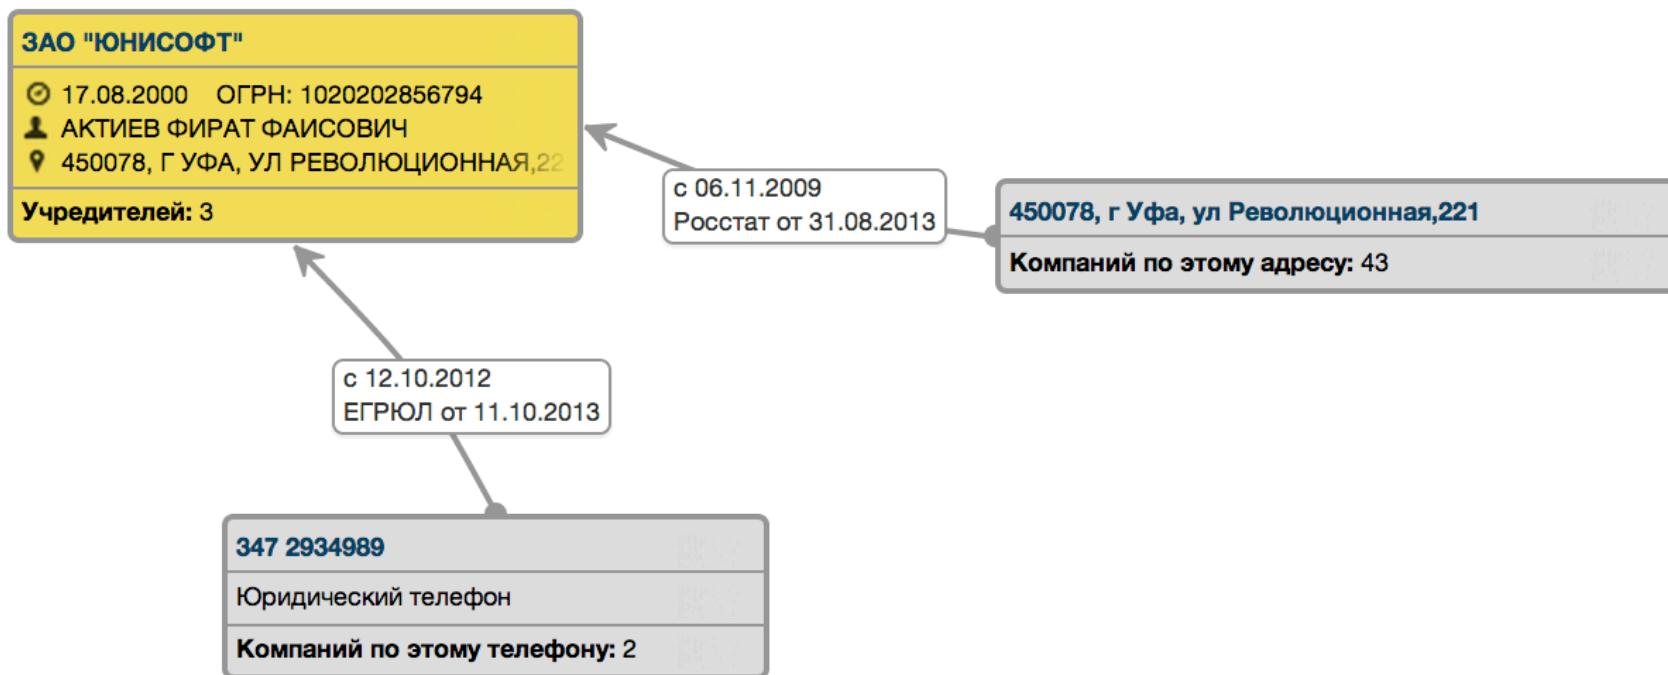 ЗАО "ЮНИСОФТ"
17.08.2000 ОГРН: 1020202856794
АКТИЕВ ФИРАТ ФАИСОВИЧ
450078, Г УФА, УЛ РЕВОЛЮЦИОННАЯ,22
Учредителей: 3
с 06.11.2009
Росстат от 31.08.2013
450078, г Уфа, ул Революционная,221
Компаний по этому адресу: 43
с 12.10.2012
ЕГРЮЛ от 11.10.2013
347 2934989
Юридический телефон
Компаний по этому телефону: 2